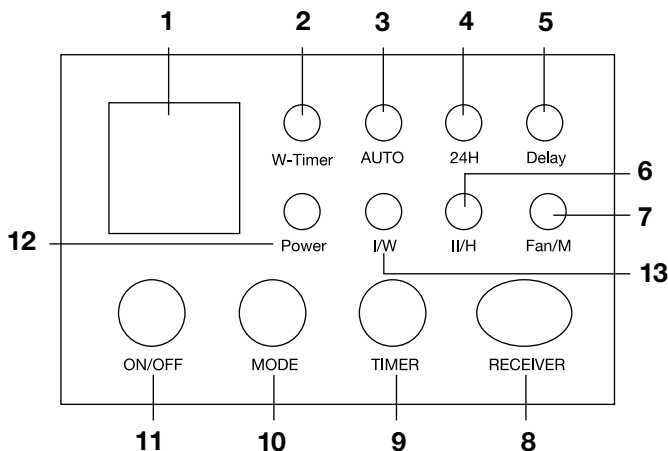 1 2 3 4 5
W-Timer AUTO 24H Delay
6
7
12 Power I/W II/H Fan/M
13
ON/OFF MODE TIMER RECEIVER
11 10 9 8